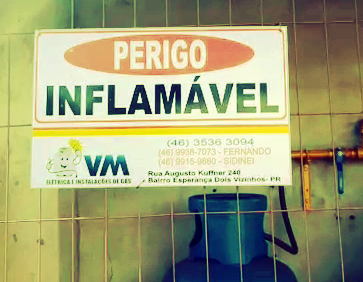 PERIGO
INFLAMÁVEL
(46) 3536 3094
(46) 9938-7073 - FERNANDO
(46) 9915-9880 - SIDINEI
VM
ELÉTRICA E INSTALAÇÕES DE GÁS
Rua Augusto Kuffner 240
Bairro Esperança Dois Vizinhos- PR